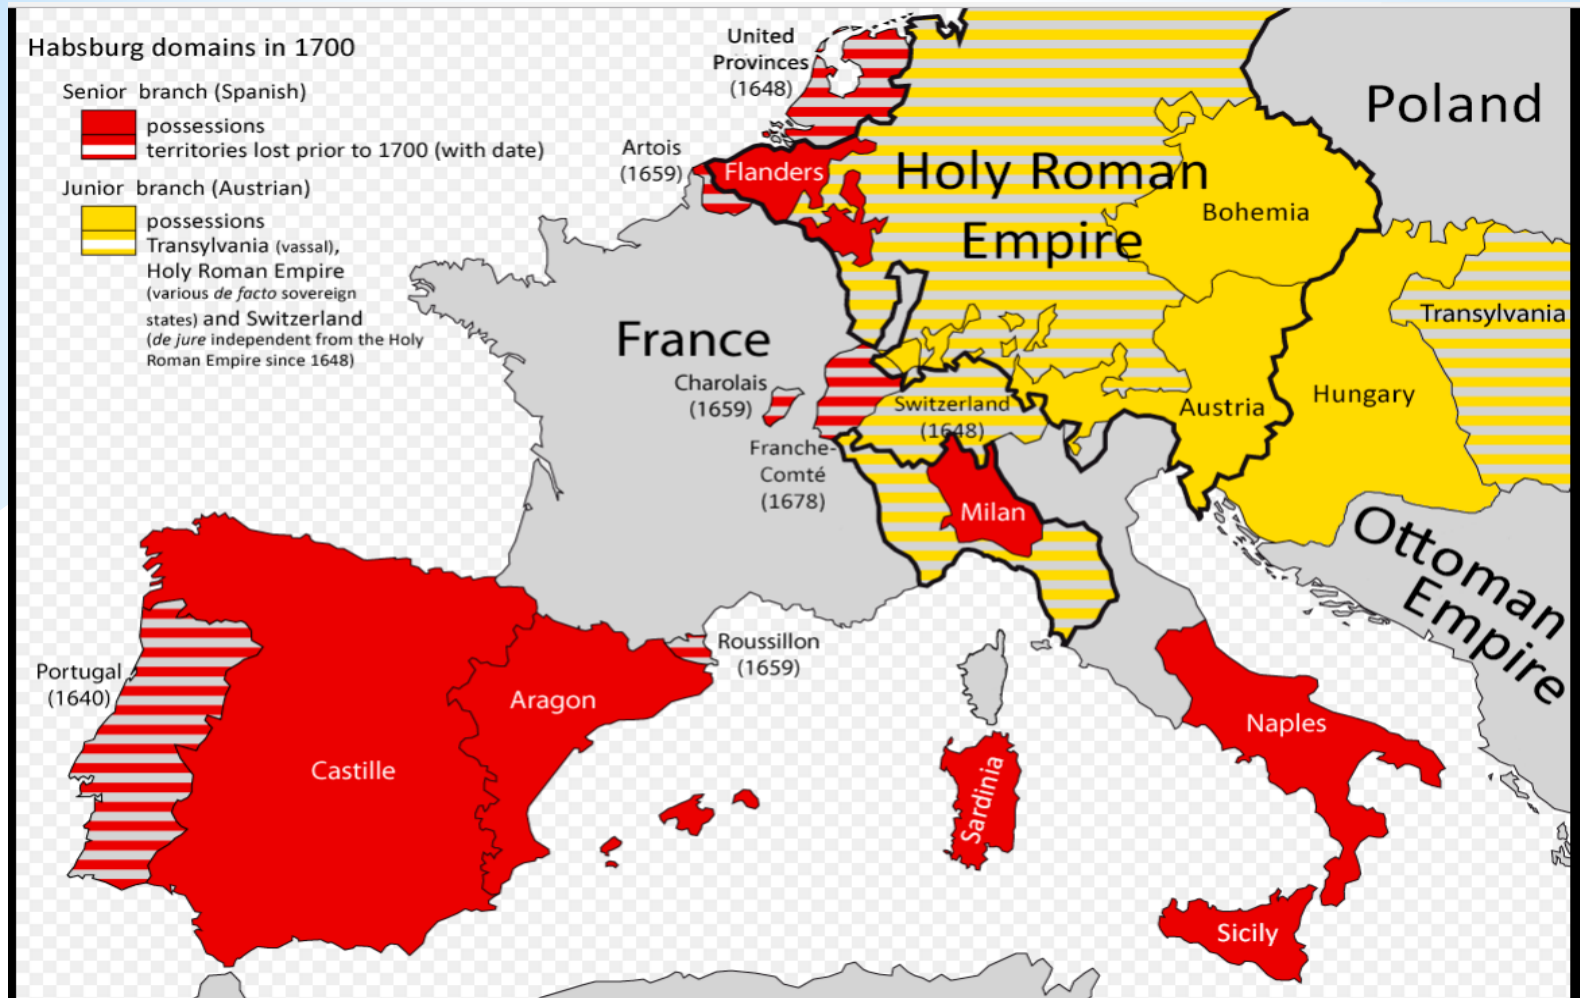 Habsburg domains in 1700
Senior branch (Spanish)
possessions
territories lost prior to 1700 (with date)
Junior branch (Austrian)
possessions
Transylvania (vassal),
Holy Roman Empire
(various de facto sovereign
states) and Switzerland
(de jure independent from the Holy
Roman Empire since 1648)
United
Provinces
(1648)
Artois
(1659)
Flanders
Holy Roman
Empire
Bohemia
Poland
France
Charolais
(1659)
Franche-
Comté
(1678)
Switzerland
(1648)
Austria
Hungary
Transylvania
Milan
Ottoman
Empire
Portugal
(1640)
Castille
Aragon
Roussillon
(1659)
Sardinia
Naples
Sicily